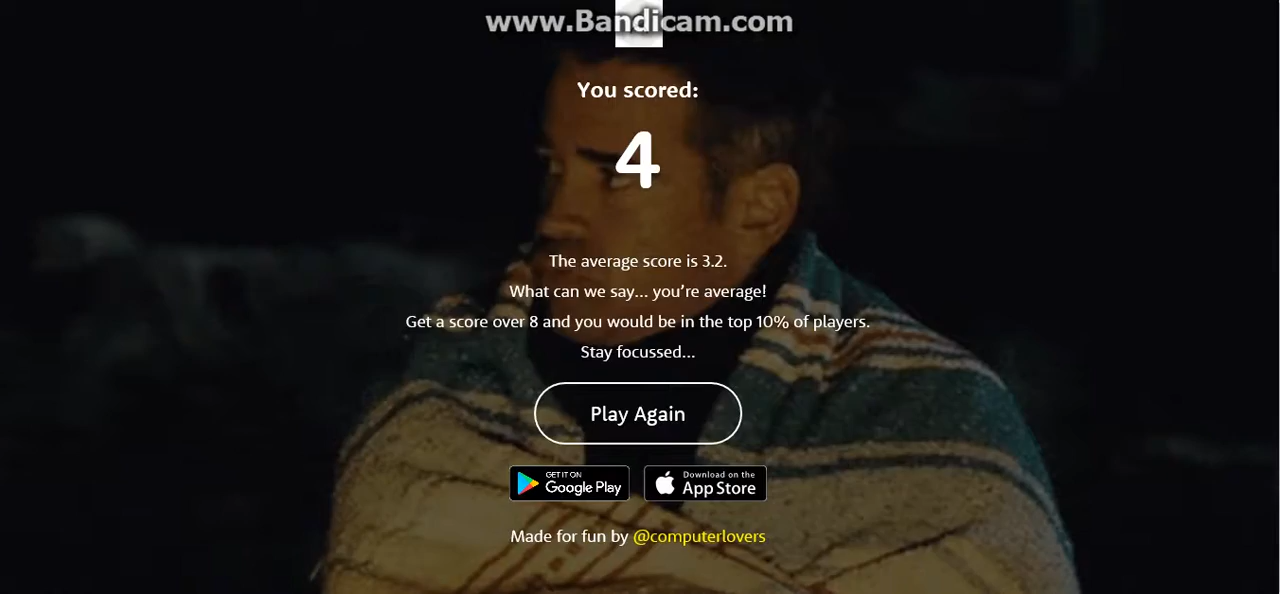 www.Bandicam.com
You scored:
4
The average score is 3.2.
What can we say... you're average!
Get a score over 8 and you would be in the top 10% of players.
Stay focussed...
Play Again
GET IT ON
Google Play
Download on the
App Store
Made for fun by @computerlovers